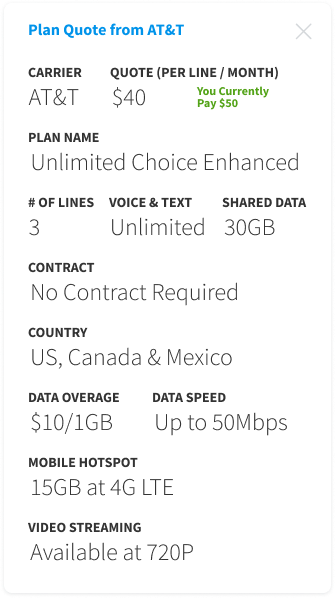 Plan Quote from AT&T
CARRIER QUOTE (PER LINE / MONTH)
AT&T $40 You Currently
Pay $50
PLAN NAME
Unlimited Choice Enhanced
# OF LINES VOICE & TEXT SHARED DATA
3 Unlimited 30GB
CONTRACT
No Contract Required
COUNTRY
US, Canada & Mexico
DATA OVERAGE DATA SPEED
$10/1GB Up to 50Mbps
MOBILE HOTSPOT
15GB at 4G LTE
VIDEO STREAMING
Available at 720P